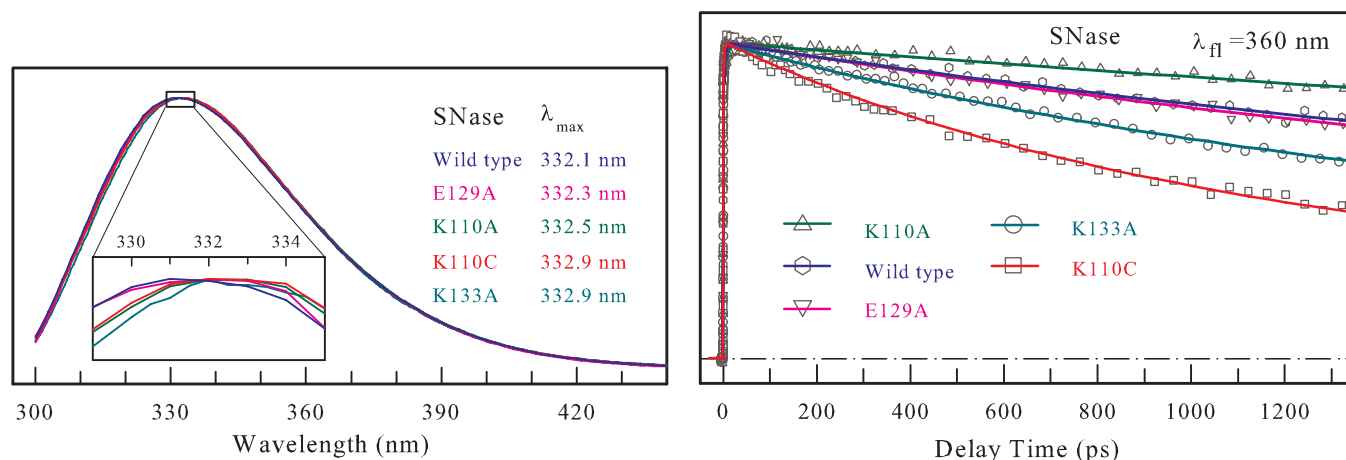 SNase λmax
Wild type 332.1 nm
E129A 332.3 nm
K110A 332.5 nm
K110C 332.9 nm
K133A 332.9 nm
330 332 334
300 330 360 390 420
Wavelength (nm)
SNase λfl =360 nm
K110A K133A
Wild type K110C
E129A
0 200 400 600 800 1000 1200
Delay Time (ps)